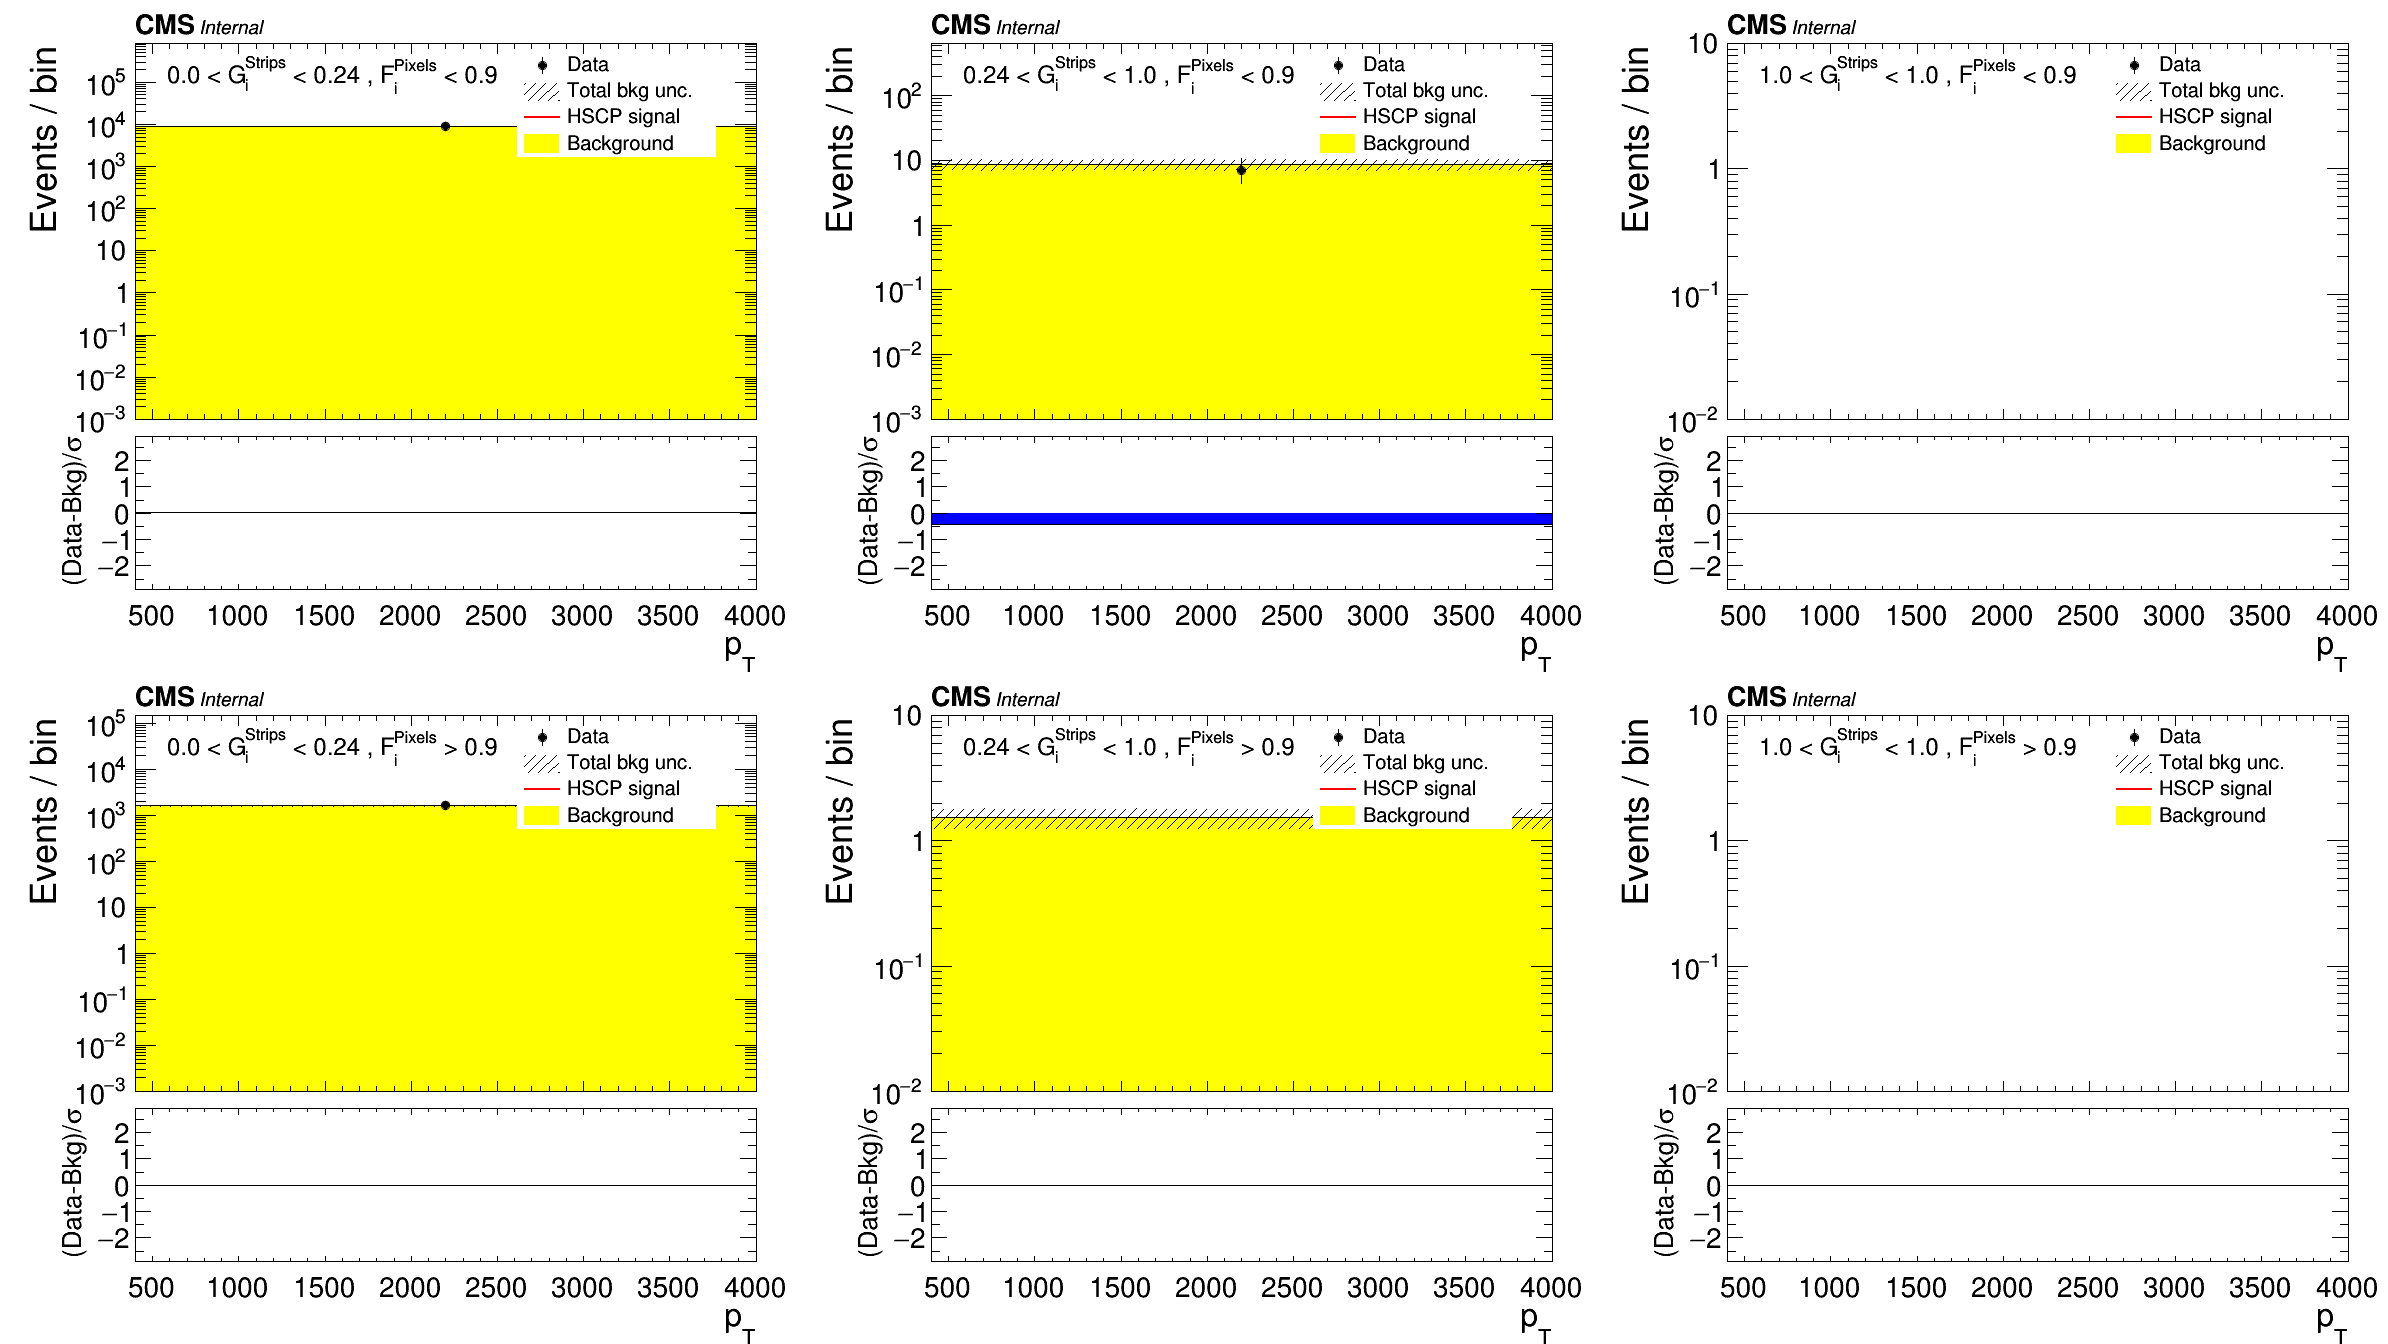 CMS Internal
Events / bin
0.0 < G_i^Strips < 0.24 , F_i^Pixels < 0.9
Data
Total bkg unc.
HSCP signal
Background
10^5
10^4
10^3
10^2
10
1
10^−1
10^−2
10^−3
(Data-Bkg)/σ
2
1
0
−1
−2
500 1000 1500 2000 2500 3000 3500 4000
p_T
CMS Internal
Events / bin
0.24 < G_i^Strips < 1.0 , F_i^Pixels < 0.9
Data
Total bkg unc.
HSCP signal
Background
10^2
10
1
10^−1
10^−2
10^−3
(Data-Bkg)/σ
2
1
0
−1
−2
500 1000 1500 2000 2500 3000 3500 4000
p_T
CMS Internal
Events / bin
1.0 < G_i^Strips < 1.0 , F_i^Pixels < 0.9
Data
Total bkg unc.
HSCP signal
Background
10
1
10^−1
10^−2
(Data-Bkg)/σ
2
1
0
−1
−2
500 1000 1500 2000 2500 3000 3500 4000
p_T
CMS Internal
Events / bin
0.0 < G_i^Strips < 0.24 , F_i^Pixels > 0.9
Data
Total bkg unc.
HSCP signal
Background
10^5
10^4
10^3
10^2
10
1
10^−1
10^−2
10^−3
(Data-Bkg)/σ
2
1
0
−1
−2
500 1000 1500 2000 2500 3000 3500 4000
p_T
CMS Internal
Events / bin
0.24 < G_i^Strips < 1.0 , F_i^Pixels > 0.9
Data
Total bkg unc.
HSCP signal
Background
10
1
10^−1
10^−2
(Data-Bkg)/σ
2
1
0
−1
−2
500 1000 1500 2000 2500 3000 3500 4000
p_T
CMS Internal
Events / bin
1.0 < G_i^Strips < 1.0 , F_i^Pixels > 0.9
Data
Total bkg unc.
HSCP signal
Background
10
1
10^−1
10^−2
(Data-Bkg)/σ
2
1
0
−1
−2
500 1000 1500 2000 2500 3000 3500 4000
p_T